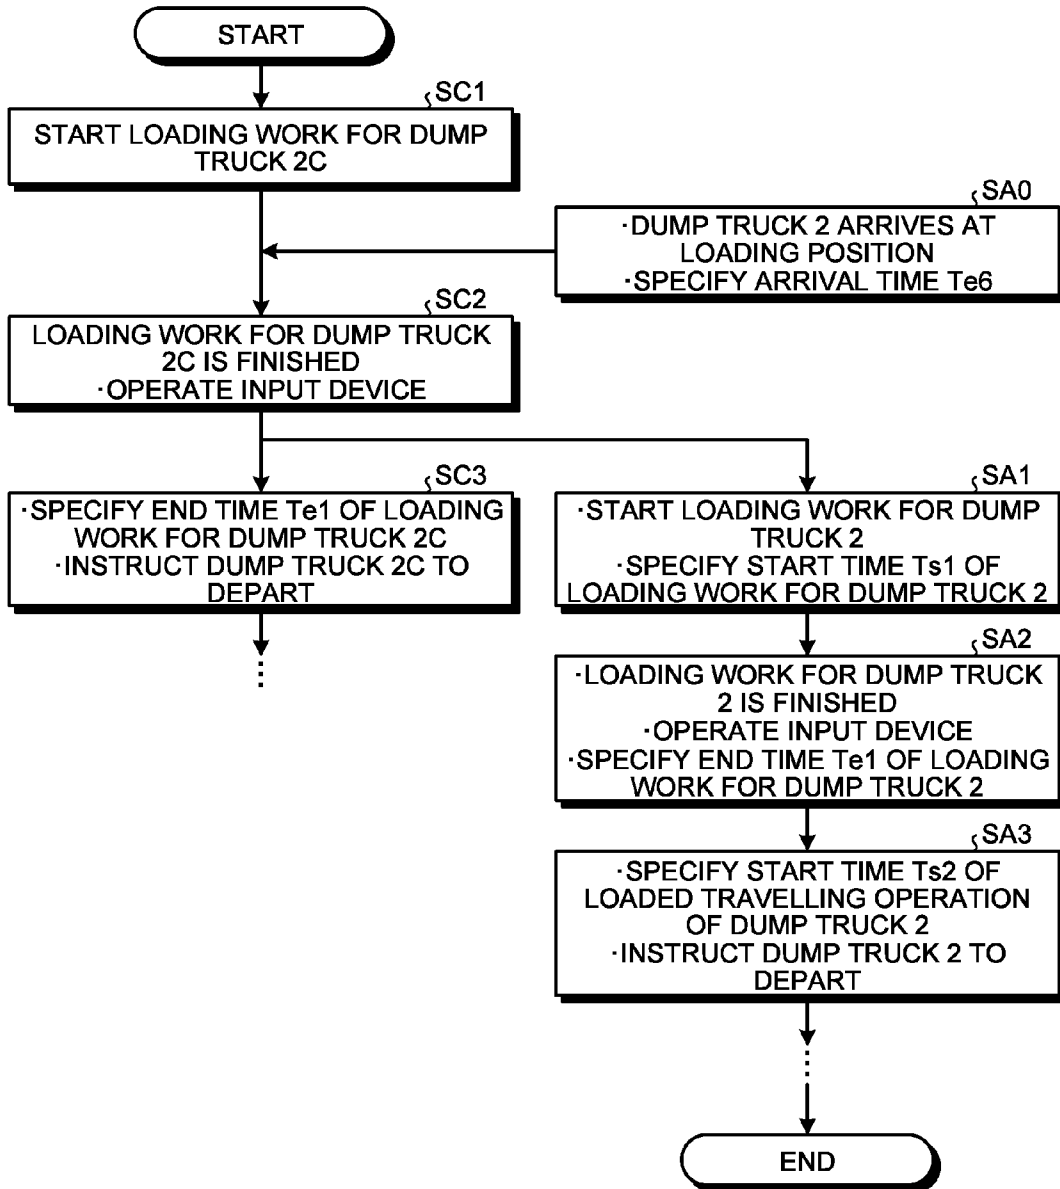 START
SC1
START LOADING WORK FOR DUMP
TRUCK 2C
SA0
·DUMP TRUCK 2 ARRIVES AT
LOADING POSITION
·SPECIFY ARRIVAL TIME Te6
SC2
LOADING WORK FOR DUMP TRUCK
2C IS FINISHED
·OPERATE INPUT DEVICE
SC3
·SPECIFY END TIME Te1 OF LOADING
WORK FOR DUMP TRUCK 2C
·INSTRUCT DUMP TRUCK 2C TO
DEPART
SA1
·START LOADING WORK FOR DUMP
TRUCK 2
·SPECIFY START TIME Ts1 OF
LOADING WORK FOR DUMP TRUCK 2
SA2
·LOADING WORK FOR DUMP TRUCK
2 IS FINISHED
·OPERATE INPUT DEVICE
·SPECIFY END TIME Te1 OF LOADING
WORK FOR DUMP TRUCK 2
SA3
·SPECIFY START TIME Ts2 OF
LOADED TRAVELLING OPERATION
OF DUMP TRUCK 2
·INSTRUCT DUMP TRUCK 2 TO
DEPART
END